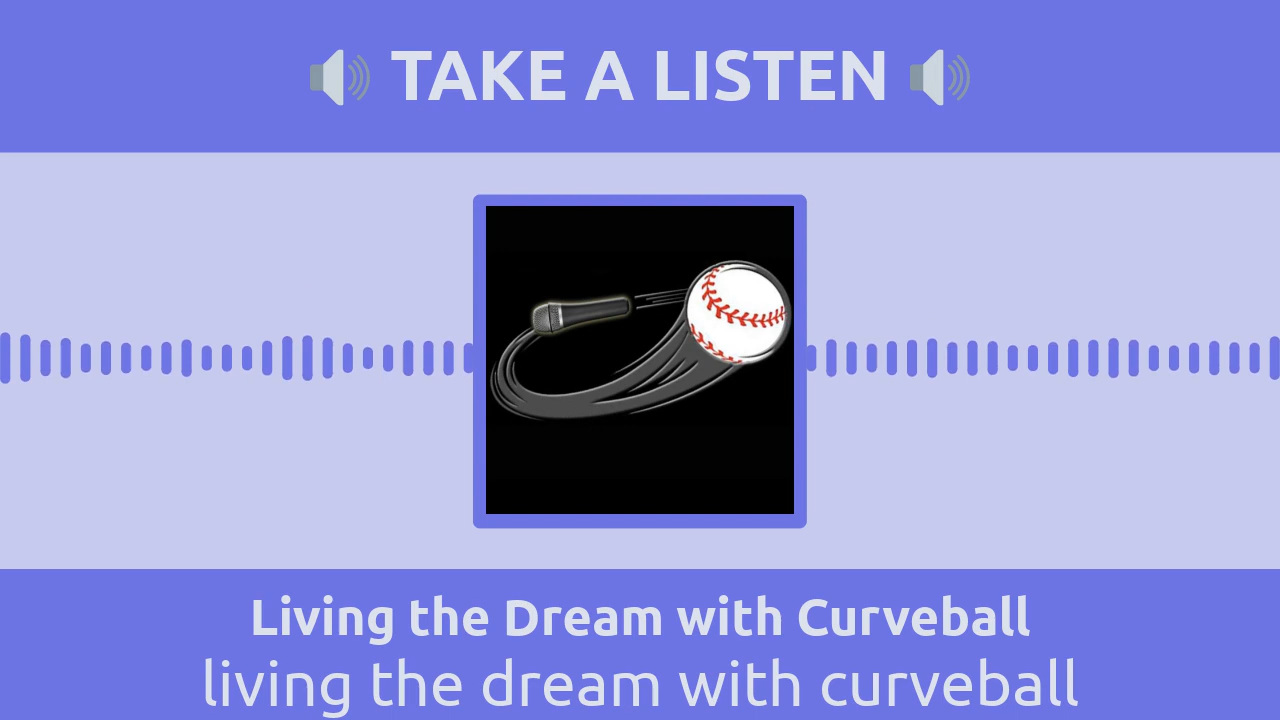 🔊 TAKE A LISTEN 🔊
Living the Dream with Curveball
living the dream with curveball